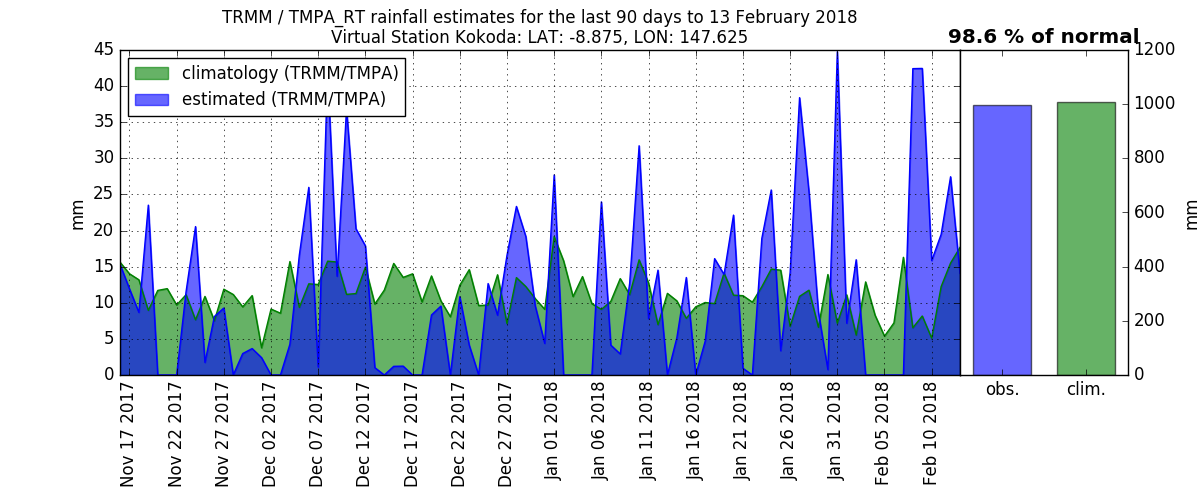 TRMM / TMPA_RT rainfall estimates for the last 90 days to 13 February 2018
Virtual Station Kokoda: LAT: -8.875, LON: 147.625
98.6 % of normal
climatology (TRMM/TMPA)
estimated (TRMM/TMPA)
mm
45
40
35
30
25
20
15
10
5
0
Nov 17 2017
Nov 22 2017
Nov 27 2017
Dec 02 2017
Dec 07 2017
Dec 12 2017
Dec 17 2017
Dec 22 2017
Dec 27 2017
Jan 01 2018
Jan 06 2018
Jan 11 2018
Jan 16 2018
Jan 21 2018
Jan 26 2018
Jan 31 2018
Feb 05 2018
Feb 10 2018
obs.
clim.
1200
1000
800
600
400
200
0
mm